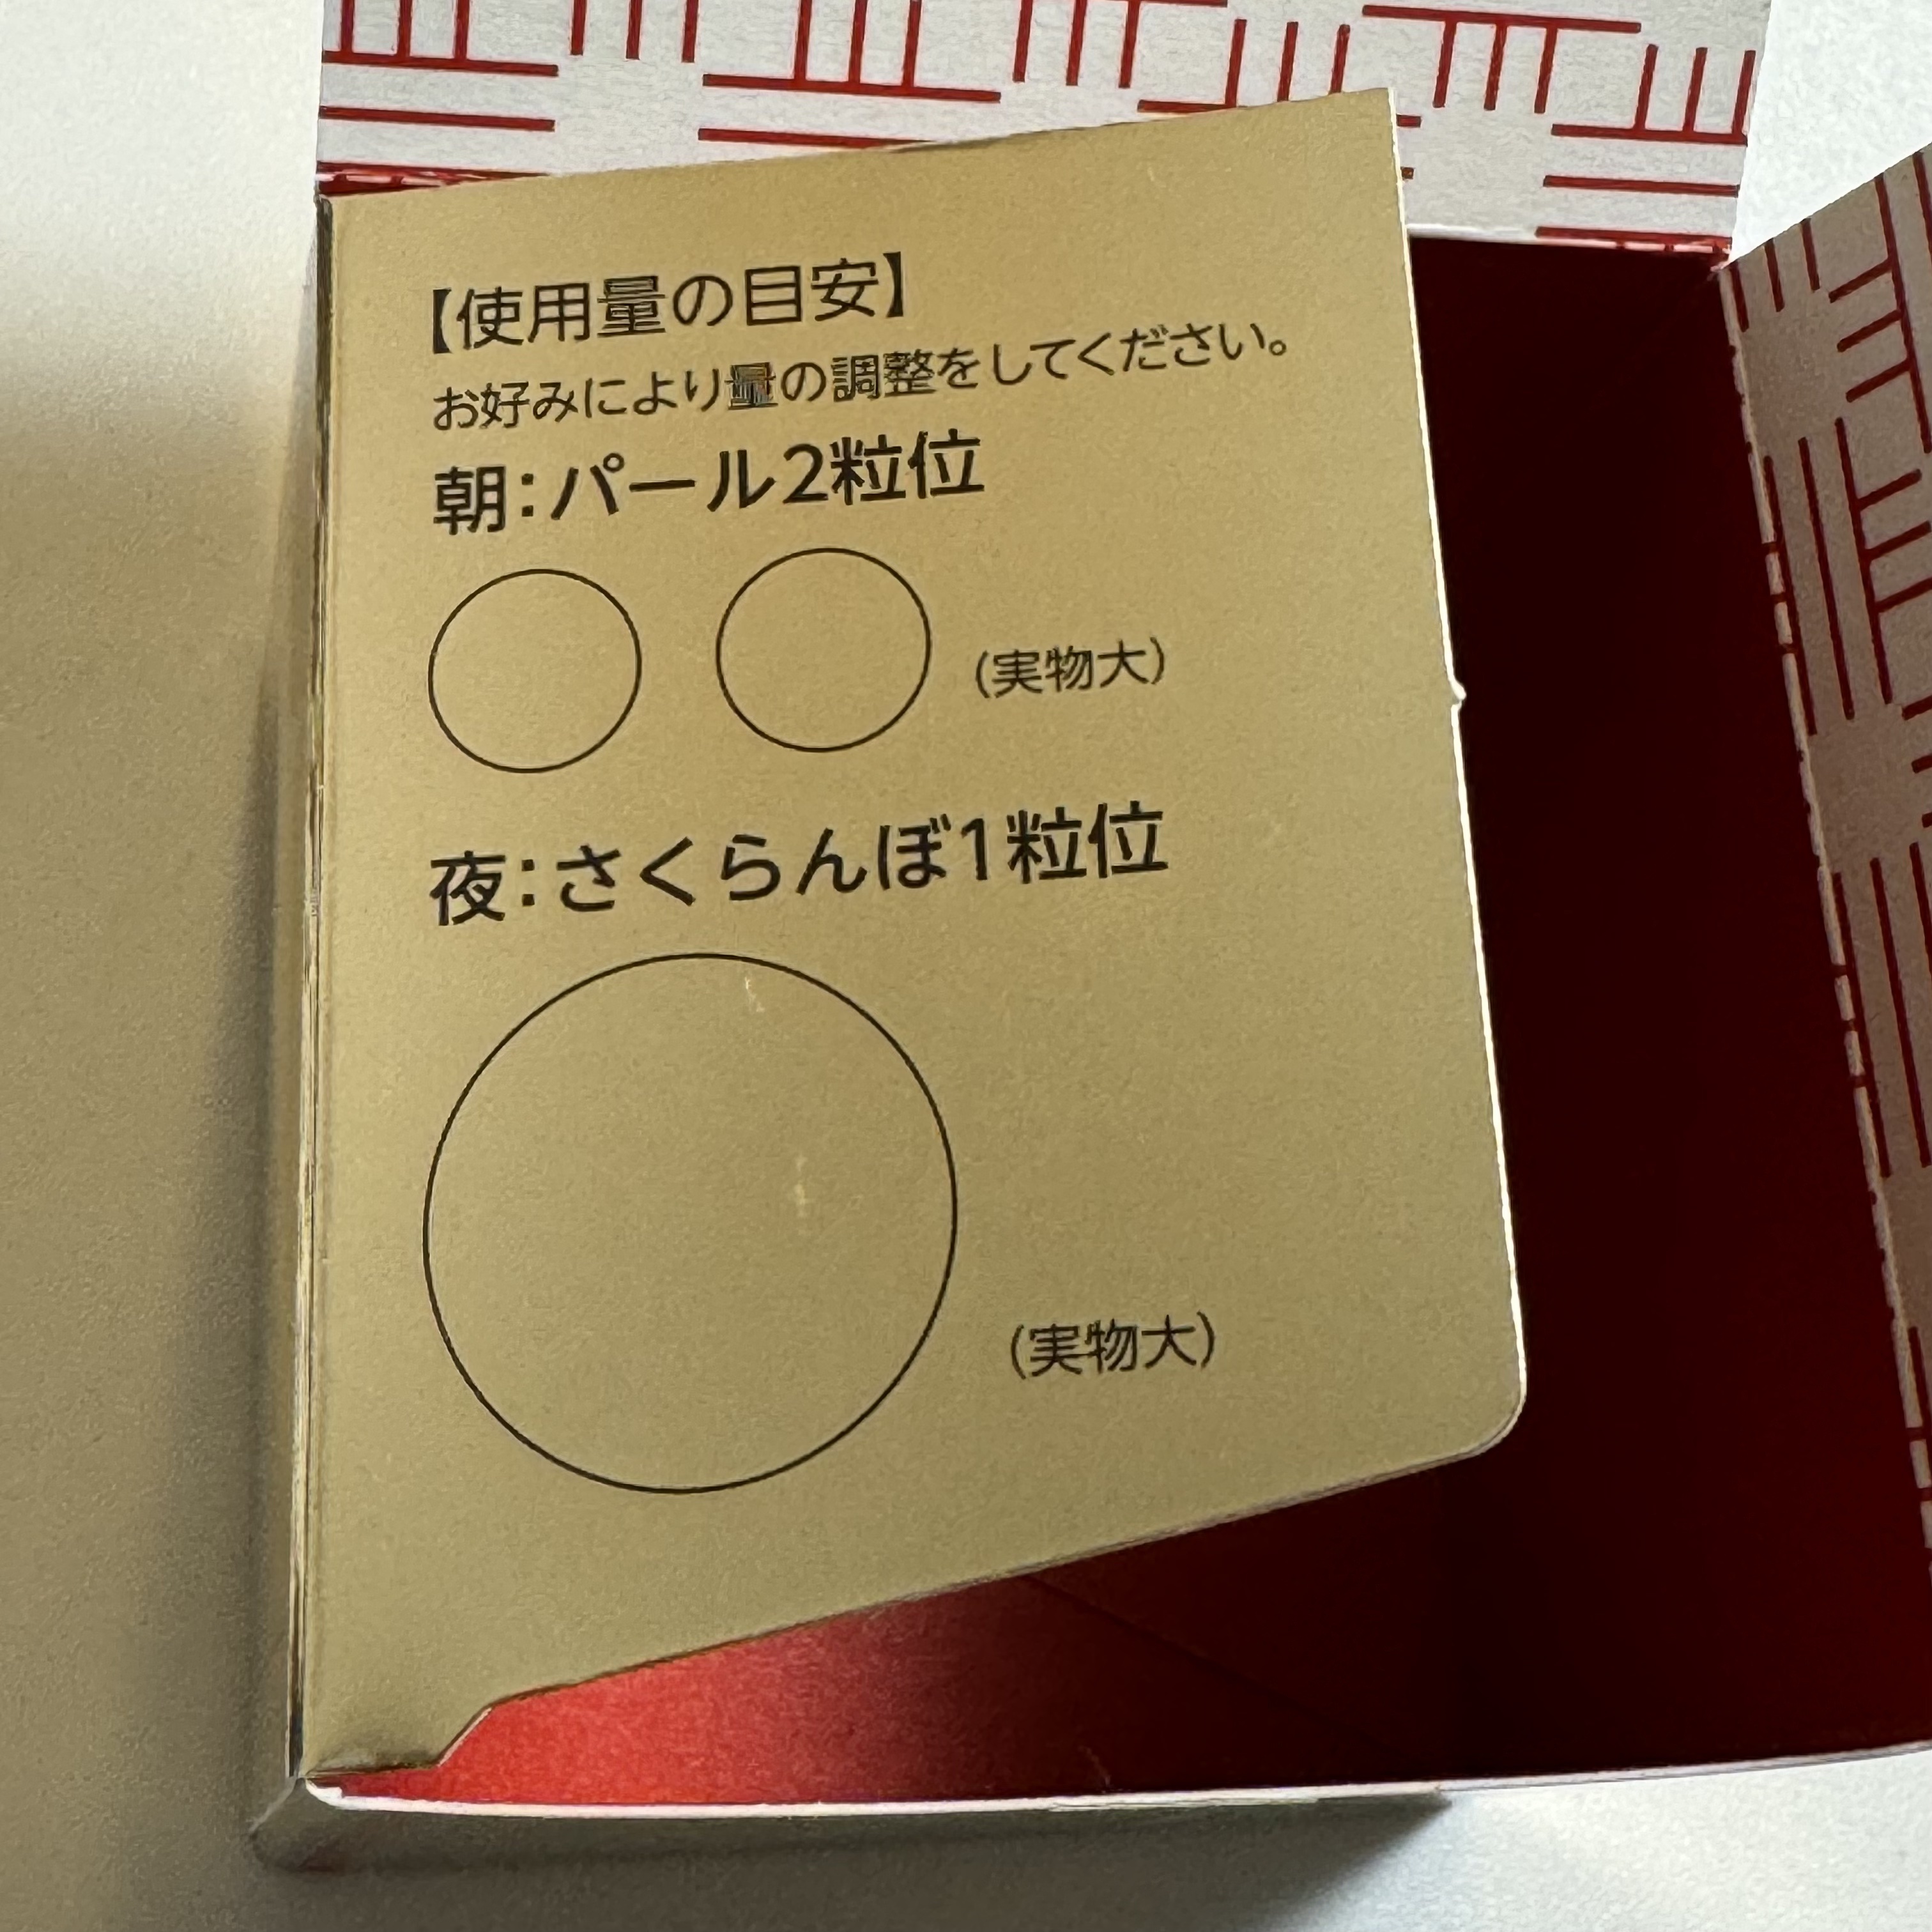 【使用量の目安】
お好みにより量の調整をしてください。
朝：パール2粒位
（実物大）
夜：さくらんぼ1粒位
（実物大）